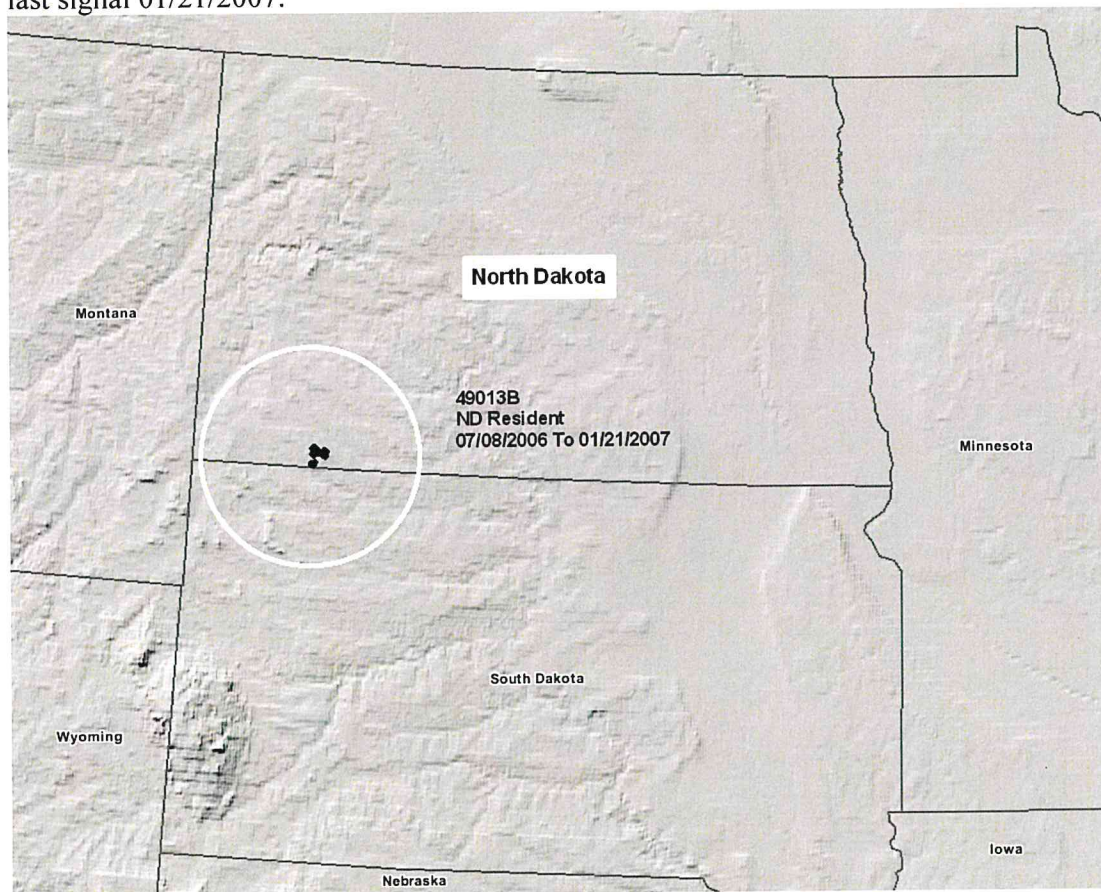 last signal 01/21/2007.
North Dakota
Montana
49013B
ND Resident
07/08/2006 To 01/21/2007
Minnesota
South Dakota
Wyoming
Iowa
Nebraska